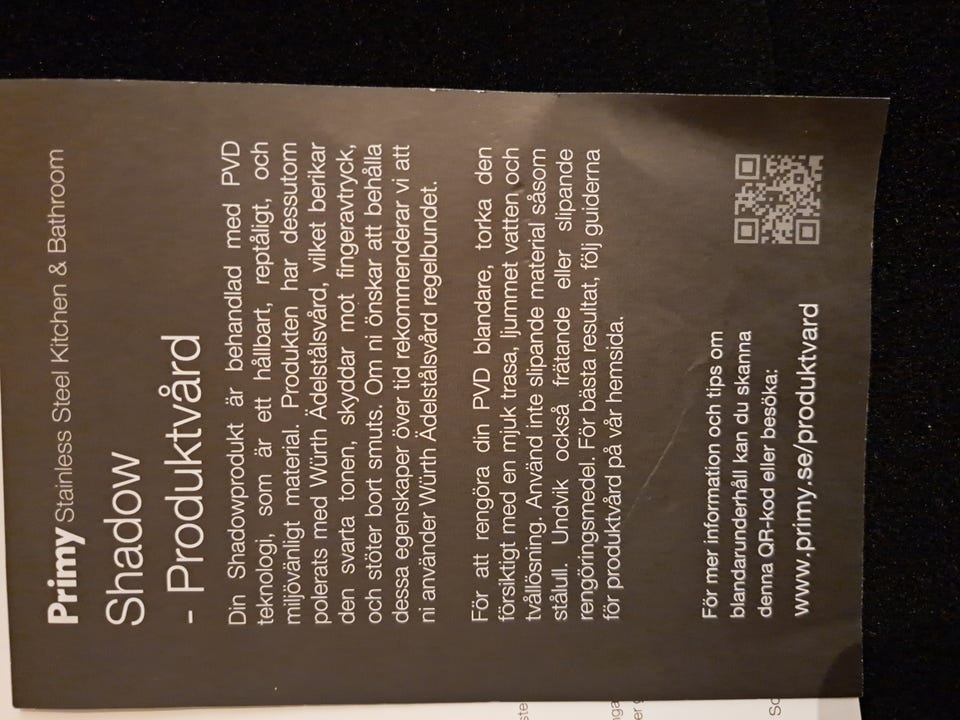 Primy Stainless Steel Kitchen & Bathroom
Shadow
- Produktvård
Din Shadowprodukt är behandlad med PVD
teknologi, som är ett hållbart, reptåligt, och
miljövänligt material. Produkten har dessutom
polerats med Würth Ädelstålsvård, vilket berikar
den svarta tonen, skyddar mot fingeravtryck,
och stöter bort smuts. Om ni önskar att behålla
dessa egenskaper över tid rekommenderar vi att
ni använder Würth Ädelstålsvård regelbundet.
För att rengöra din PVD blandare, torka den
försiktigt med en mjuk trasa, ljummet vatten och
tvållösning. Använd inte slipande material såsom
stålull. Undvik också frätande eller slipande
rengöringsmedel. För bästa resultat, följ guiderna
för produktvård på vår hemsida.
För mer information och tips om
blandarunderhåll kan du skanna
denna QR-kod eller besöka:
www.primy.se/produktvard